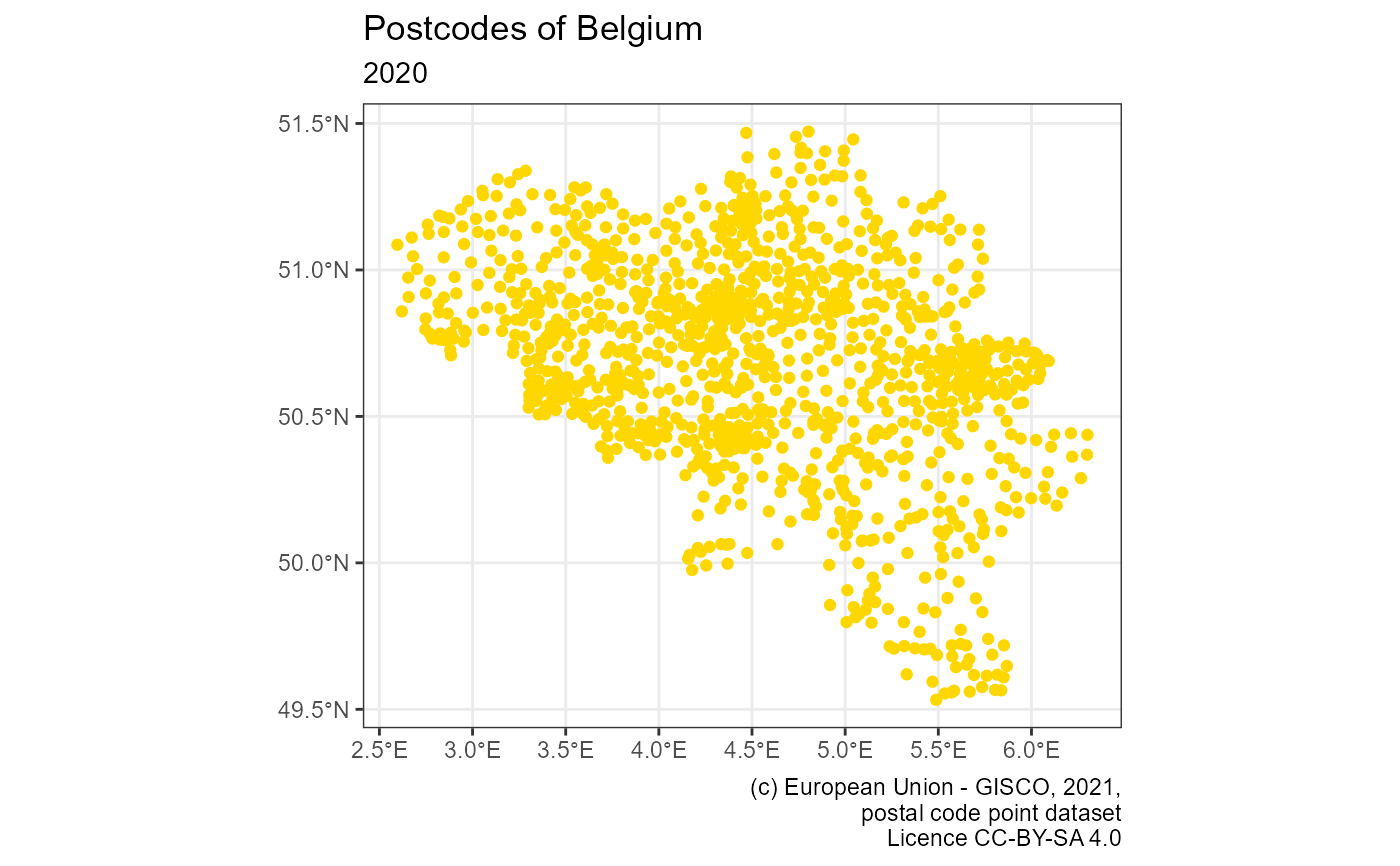 Postcodes of Belgium
2020
51.5°N
51.0°N
50.5°N
50.0°N
49.5°N
2.5°E 3.0°E 3.5°E 4.0°E 4.5°E 5.0°E 5.5°E 6.0°E
(c) European Union - GISCO, 2021,
postal code point dataset
Licence CC-BY-SA 4.0